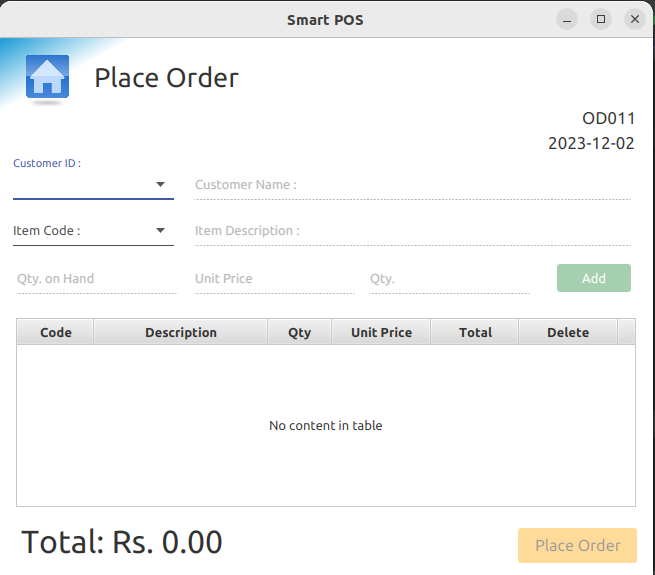 Smart POS
Place Order
OD011
2023-12-02
Customer ID :
Customer Name :
Item Code :
Item Description :
Qty. on Hand
Unit Price
Qty.
Add
Code
Description
Qty
Unit Price
Total
Delete
No content in table
Total: Rs. 0.00
Place Order